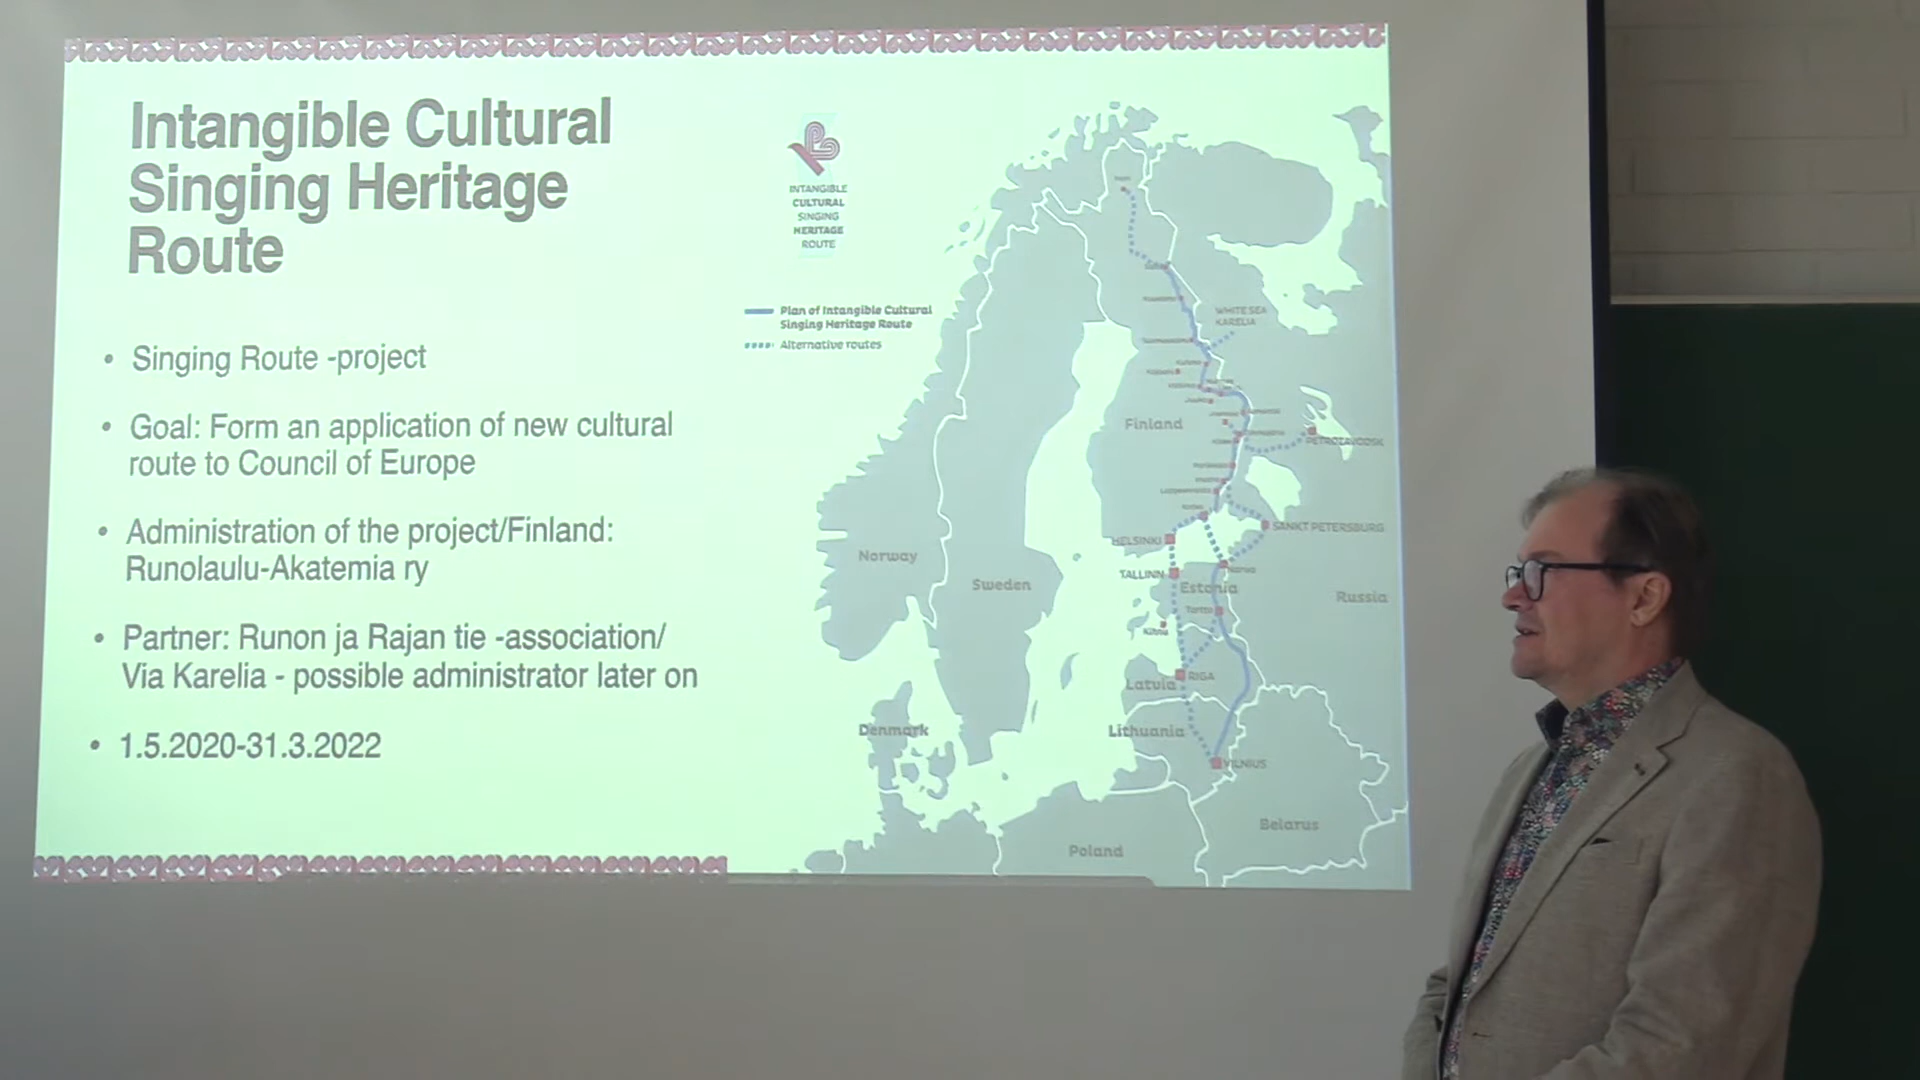 Intangible Cultural
Singing Heritage
Route
• Singing Route -project
• Goal: Form an application of new cultural
route to Council of Europe
• Administration of the project/Finland:
Runolaulu-Akatemia ry
• Partner: Runon ja Rajan tie -association/
Via Karelia - possible administrator later on
• 1.5.2020-31.3.2022
INTANGIBLE
CULTURAL
SINGING
HERITAGE
ROUTE
Plan of Intangible Cultural
Singing Heritage Route
Alternative routes
WHITE SEA
KARELIA
Finland
PETROZAVODSK
SANKT PETERSBURG
HELSINKI
Norway
TALLINN
Narva
Sweden
Estonia
Russia
Tartto
Kihnu
RIGA
Latvia
Denmark
Lithuania
VILNIUS
Belarus
Poland